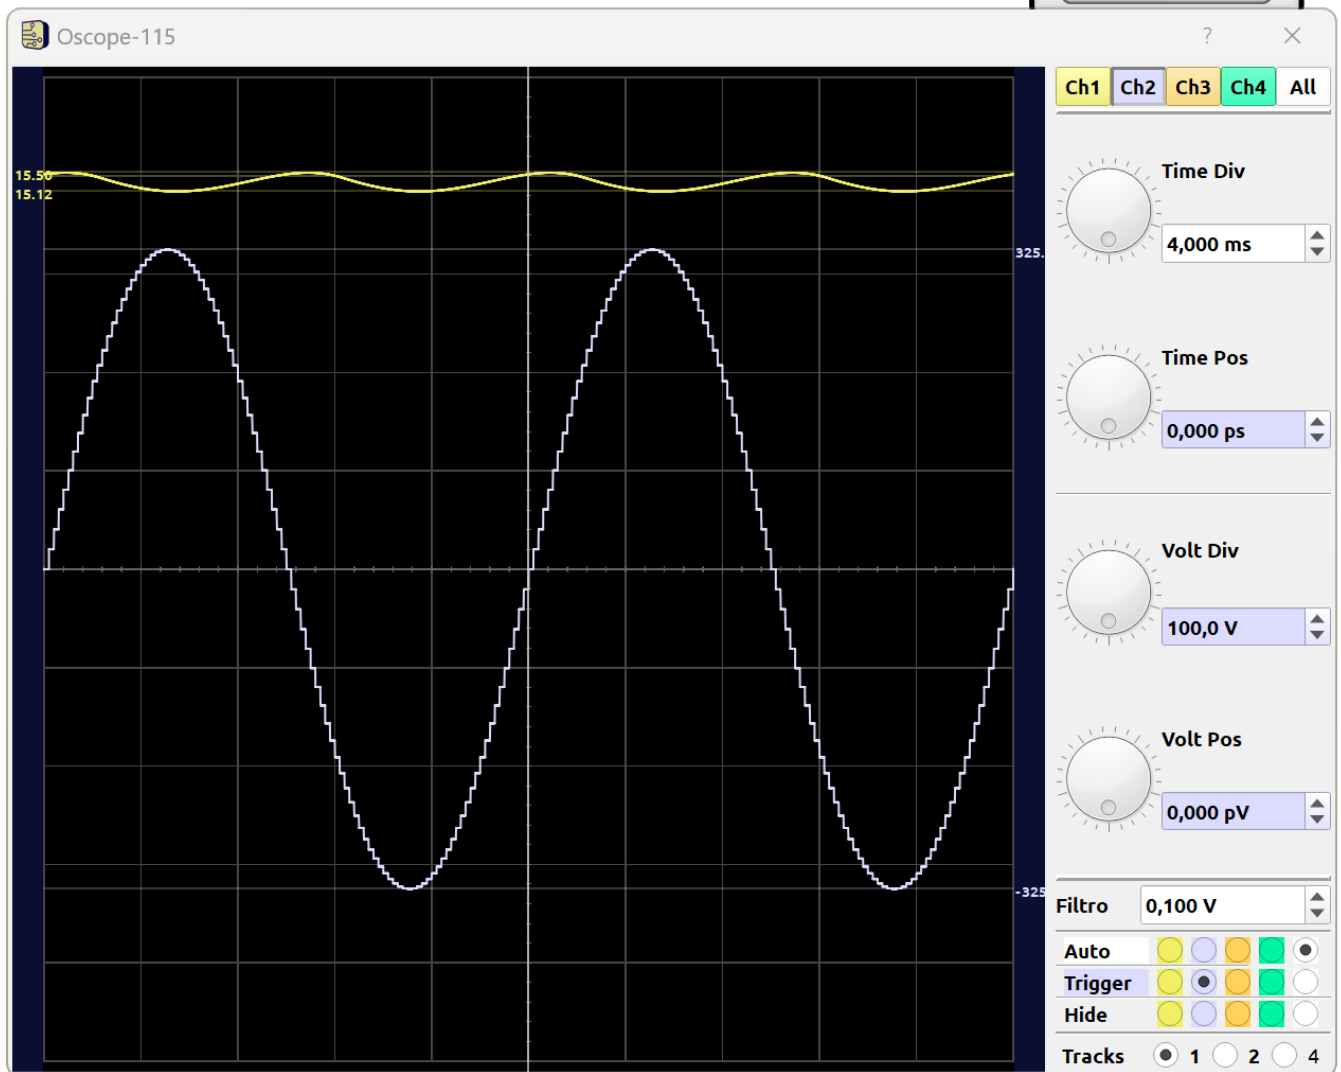 Oscope-115
?
Ch1 Ch2 Ch3 Ch4 All
Time Div
4,000 ms
Time Pos
0,000 ps
Volt Div
100,0 V
Volt Pos
0,000 pV
Filtro 0,100 V
Auto
Trigger
Hide
Tracks 1 2 4
15.50
15.12
325.
-325